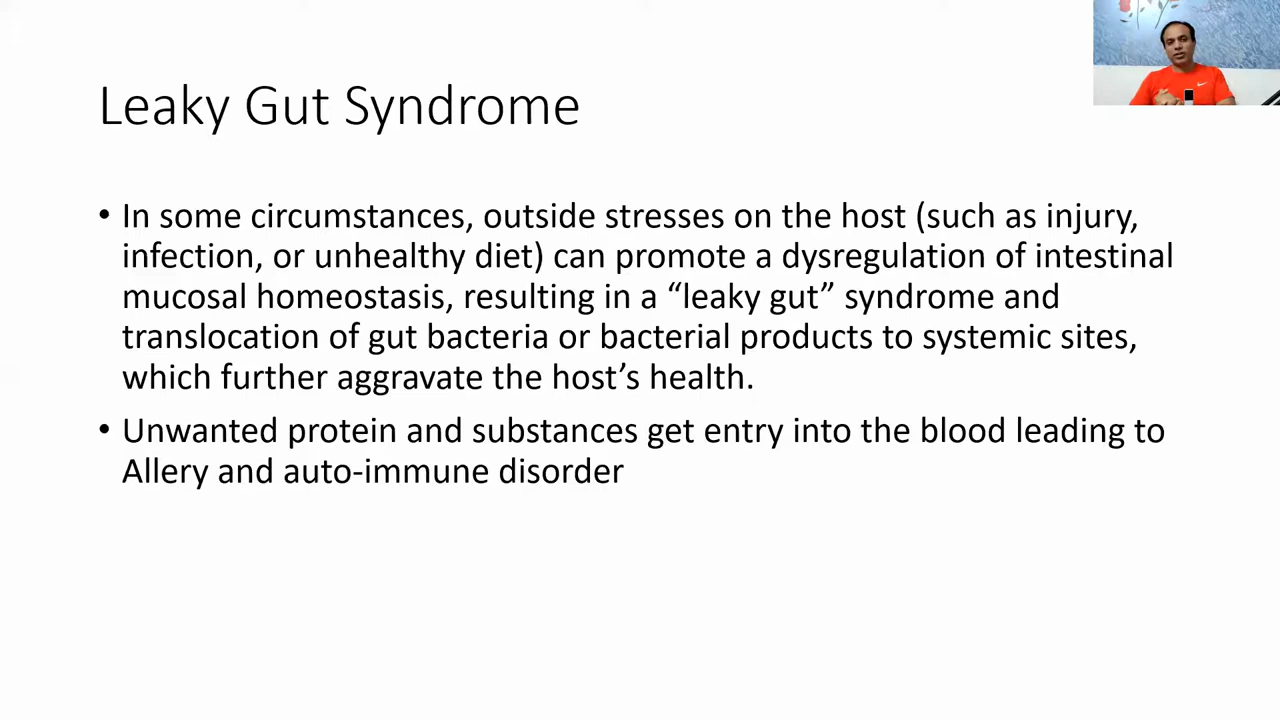 Leaky Gut Syndrome
• In some circumstances, outside stresses on the host (such as injury,
infection, or unhealthy diet) can promote a dysregulation of intestinal
mucosal homeostasis, resulting in a “leaky gut” syndrome and
translocation of gut bacteria or bacterial products to systemic sites,
which further aggravate the host’s health.
• Unwanted protein and substances get entry into the blood leading to
Allery and auto-immune disorder